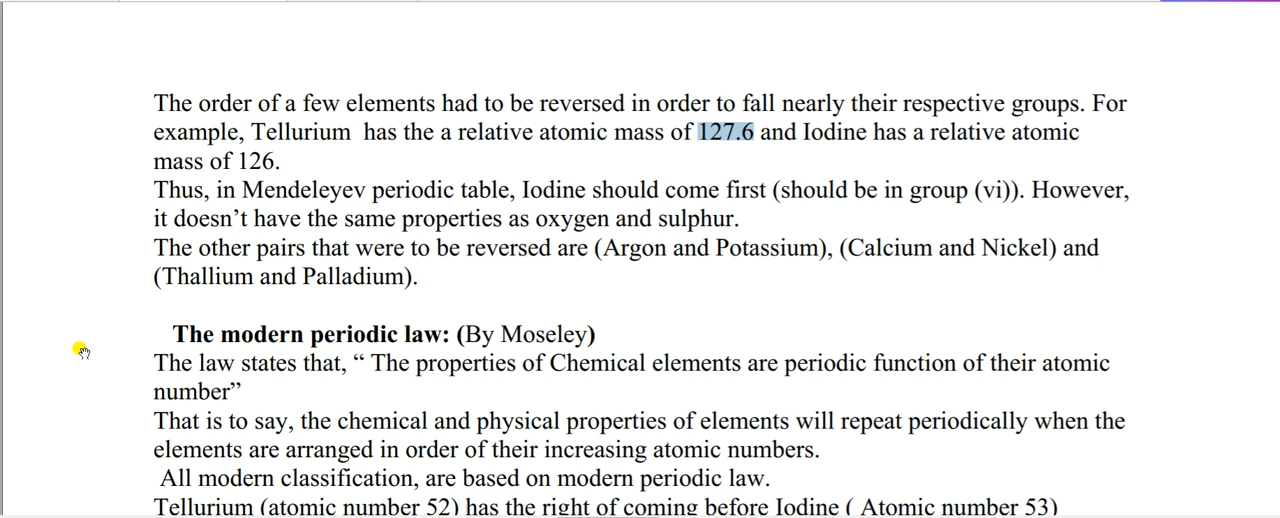 The order of a few elements had to be reversed in order to fall nearly their respective groups. For
example, Tellurium has the a relative atomic mass of 127.6 and Iodine has a relative atomic
mass of 126.
Thus, in Mendeleyev periodic table, Iodine should come first (should be in group (vi)). However,
it doesn’t have the same properties as oxygen and sulphur.
The other pairs that were to be reversed are (Argon and Potassium), (Calcium and Nickel) and
(Thallium and Palladium).
The modern periodic law: (By Moseley)
The law states that, “ The properties of Chemical elements are periodic function of their atomic
number”
That is to say, the chemical and physical properties of elements will repeat periodically when the
elements are arranged in order of their increasing atomic numbers.
All modern classification, are based on modern periodic law.
Tellurium (atomic number 52) has the right of coming before Iodine ( Atomic number 53)